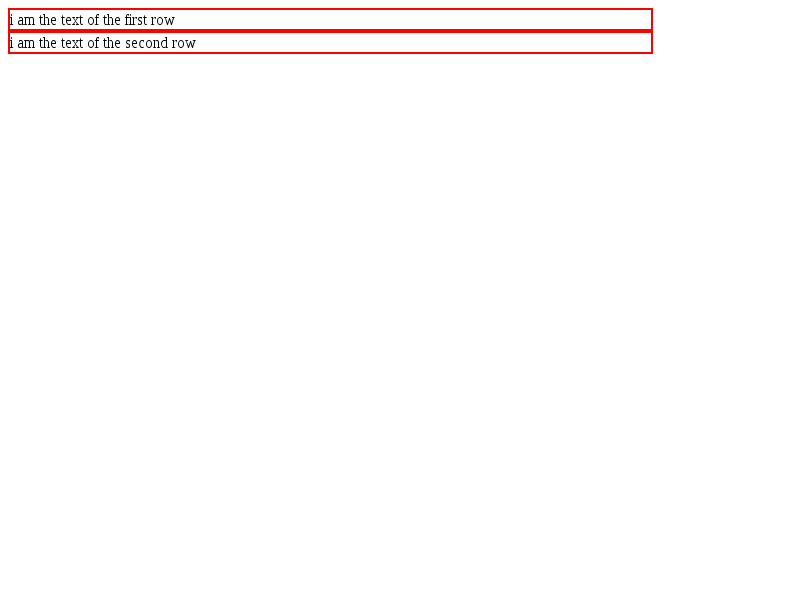 i am the text of the first row
i am the text of the second row